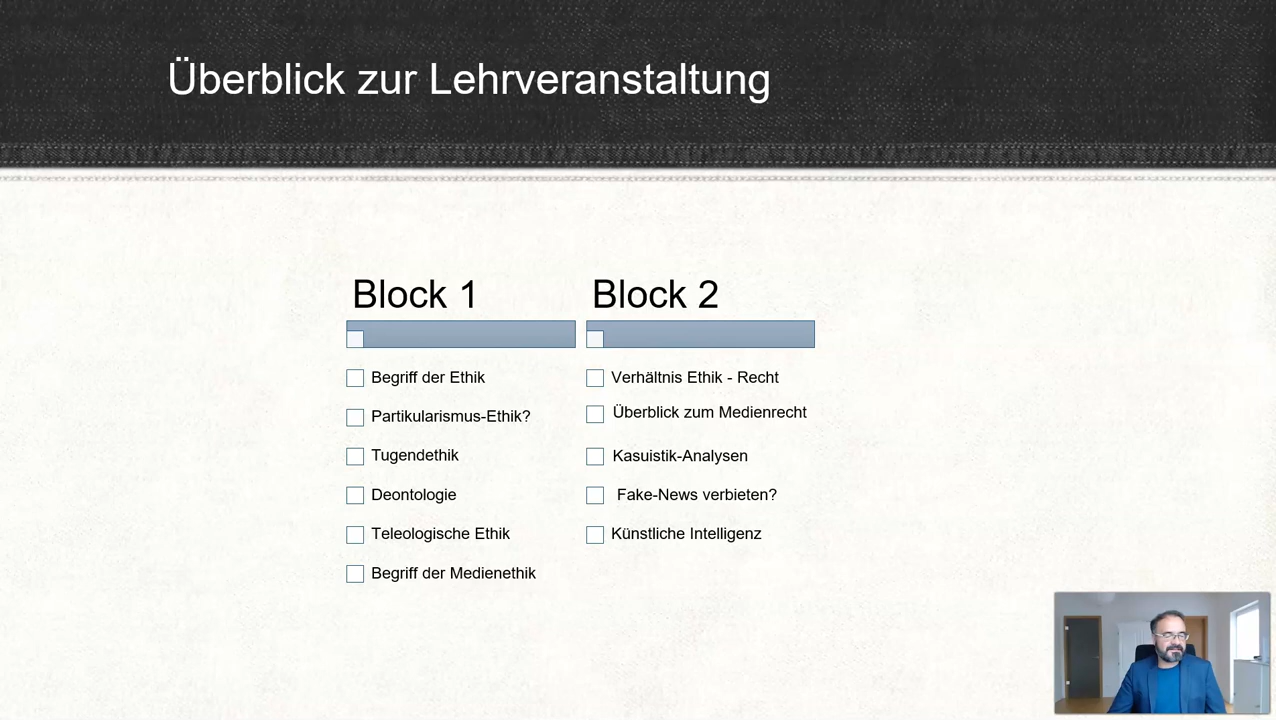 Überblick zur Lehrveranstaltung
Block 1
Begriff der Ethik
Partikularismus-Ethik?
Tugendethik
Deontologie
Teleologische Ethik
Begriff der Medienethik
Block 2
Verhältnis Ethik - Recht
Überblick zum Medienrecht
Kasuistik-Analysen
Fake-News verbieten?
Künstliche Intelligenz